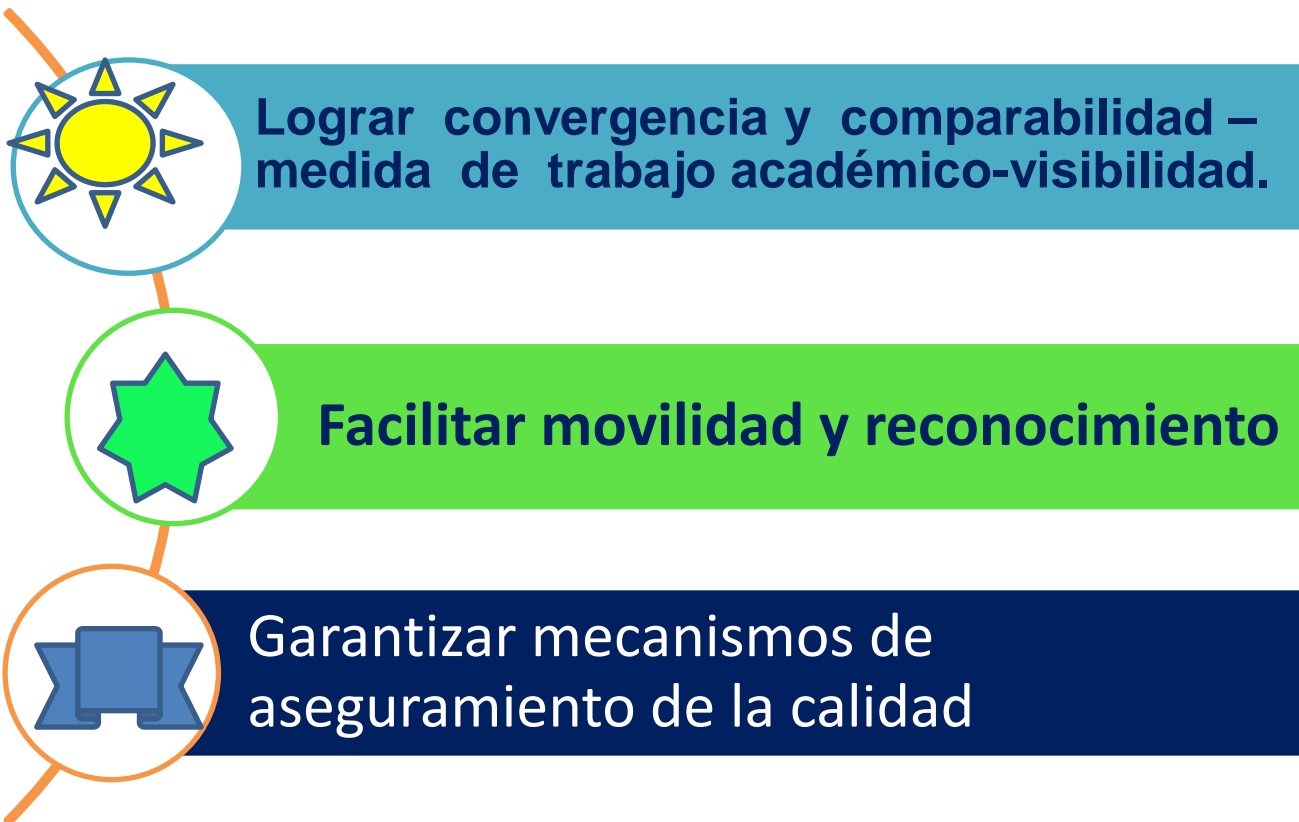 Lograr convergencia y comparabilidad –
medida de trabajo académico-visibilidad.
Facilitar movilidad y reconocimiento
Garantizar mecanismos de
aseguramiento de la calidad